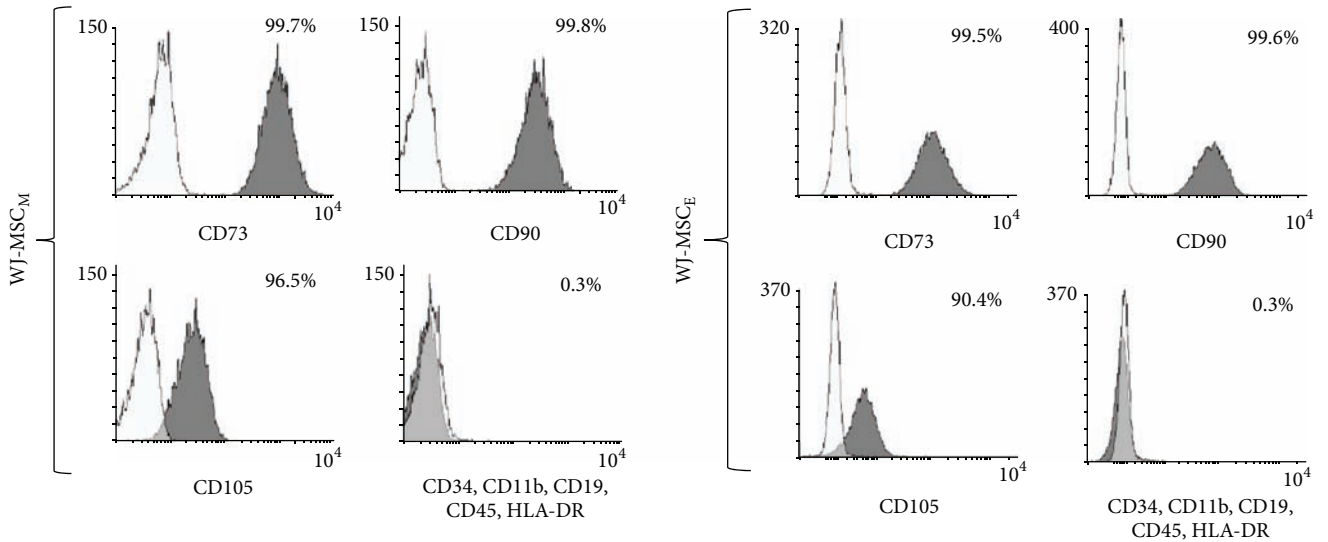 WJ-MSC_M
150
99.7%
10^4
CD73
150
99.8%
10^4
CD90
150
96.5%
10^4
CD105
150
0.3%
10^4
CD34, CD11b, CD19,
CD45, HLA-DR
WJ-MSC_E
320
99.5%
10^4
CD73
400
99.6%
10^4
CD90
370
90.4%
10^4
CD105
370
0.3%
10^4
CD34, CD11b, CD19,
CD45, HLA-DR